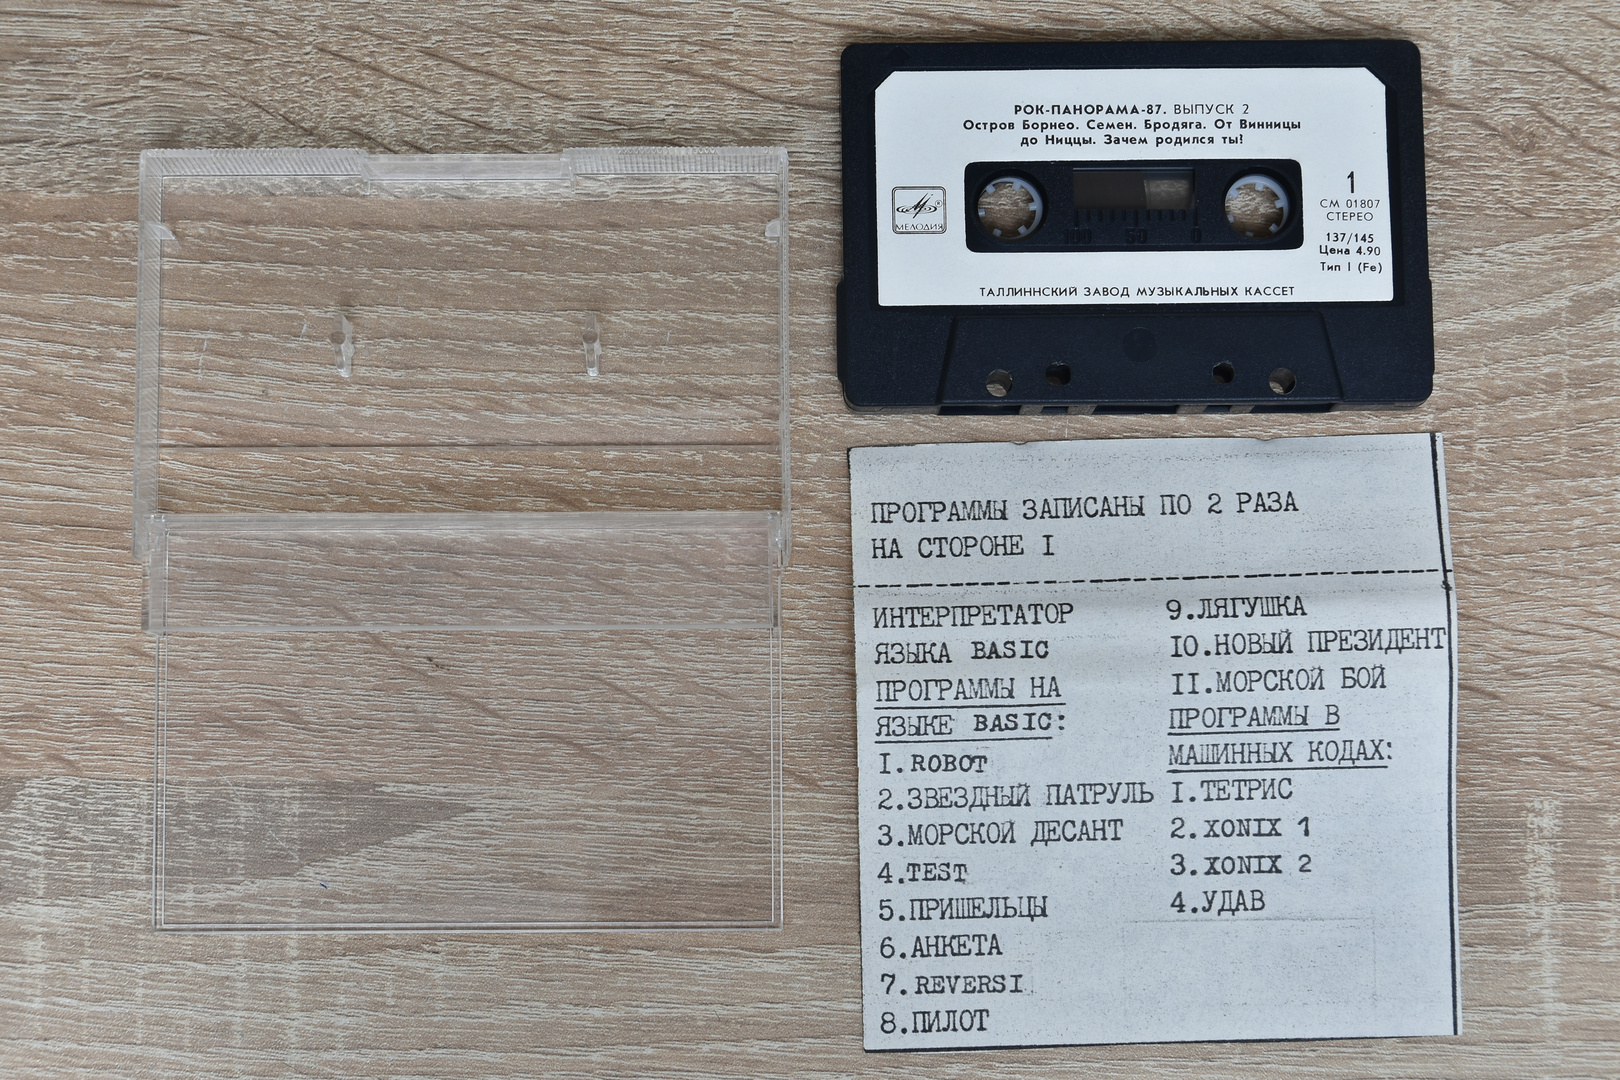 РОК-ПАНОРАМА-87. ВЫПУСК 2
Остров Борнео. Семен. Бродяга. От Винницы
до Ниццы. Зачем родился ты?
МЕЛОДИЯ
1
СМ 01807
СТЕРЕО
137/145
Цена 4.90
Тип I (Fe)
100 50 0
ТАЛЛИННСКИЙ ЗАВОД МУЗЫКАЛЬНЫХ КАССЕТ
ПРОГРАММЫ ЗАПИСАНЫ ПО 2 РАЗА
НА СТОРОНЕ I
ИНТЕРПРЕТАТОР
ЯЗЫКА BASIC
ПРОГРАММЫ НА
ЯЗЫКЕ BASIC:
I.ROBOT
2.ЗВЕЗДНЫЙ ПАТРУЛЬ
3.МОРСКОЙ ДЕСАНТ
4.TEST
5.ПРИШЕЛЬЦЫ
6.АНКЕТА
7.REVERSI
8.ПИЛОТ
9.ЛЯГУШКА
IO.НОВЫЙ ПРЕЗИДЕНТ
II.МОРСКОЙ БОЙ
ПРОГРАММЫ В
МАШИННЫХ КОДАХ:
I.ТЕТРИС
2.XONIX 1
3.XONIX 2
4.УДАВ